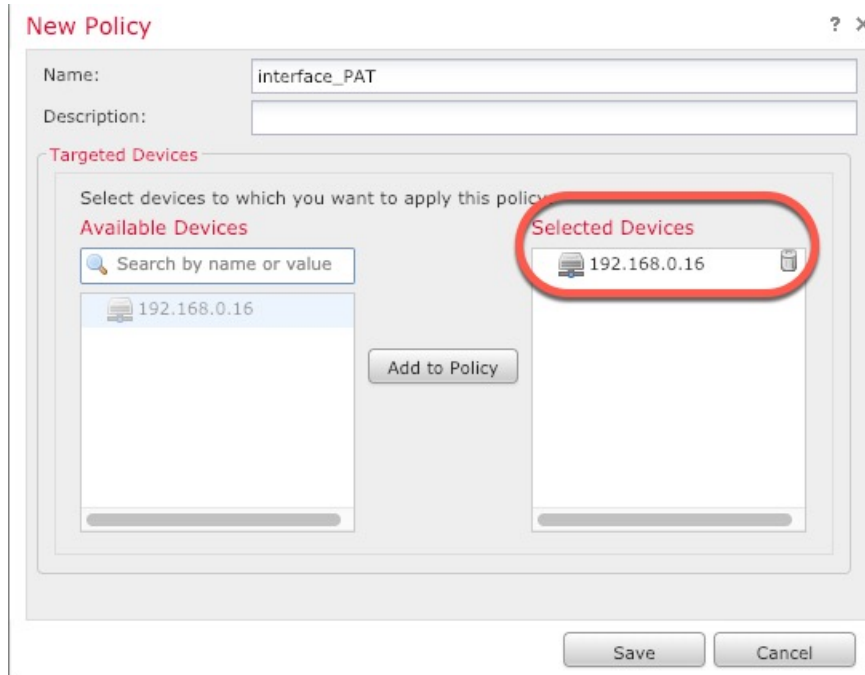 New Policy
?
Name:
interface_PAT
Description:
Targeted Devices
Select devices to which you want to apply this policy
Available Devices
Selected Devices
Search by name or value
192.168.0.16
192.168.0.16
Add to Policy
Save
Cancel